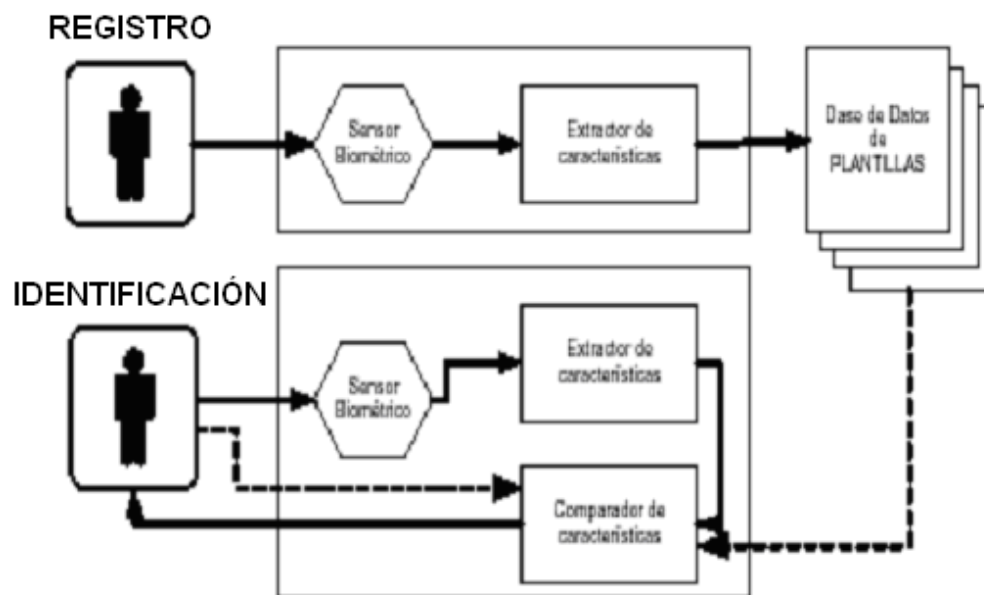 REGISTRO
Sensor
Biométrico
Extractor de
características
Base de Datos
de
PLANTILLAS
IDENTIFICACIÓN
Sensor
Biométrico
Extractor de
características
Comparador de
características